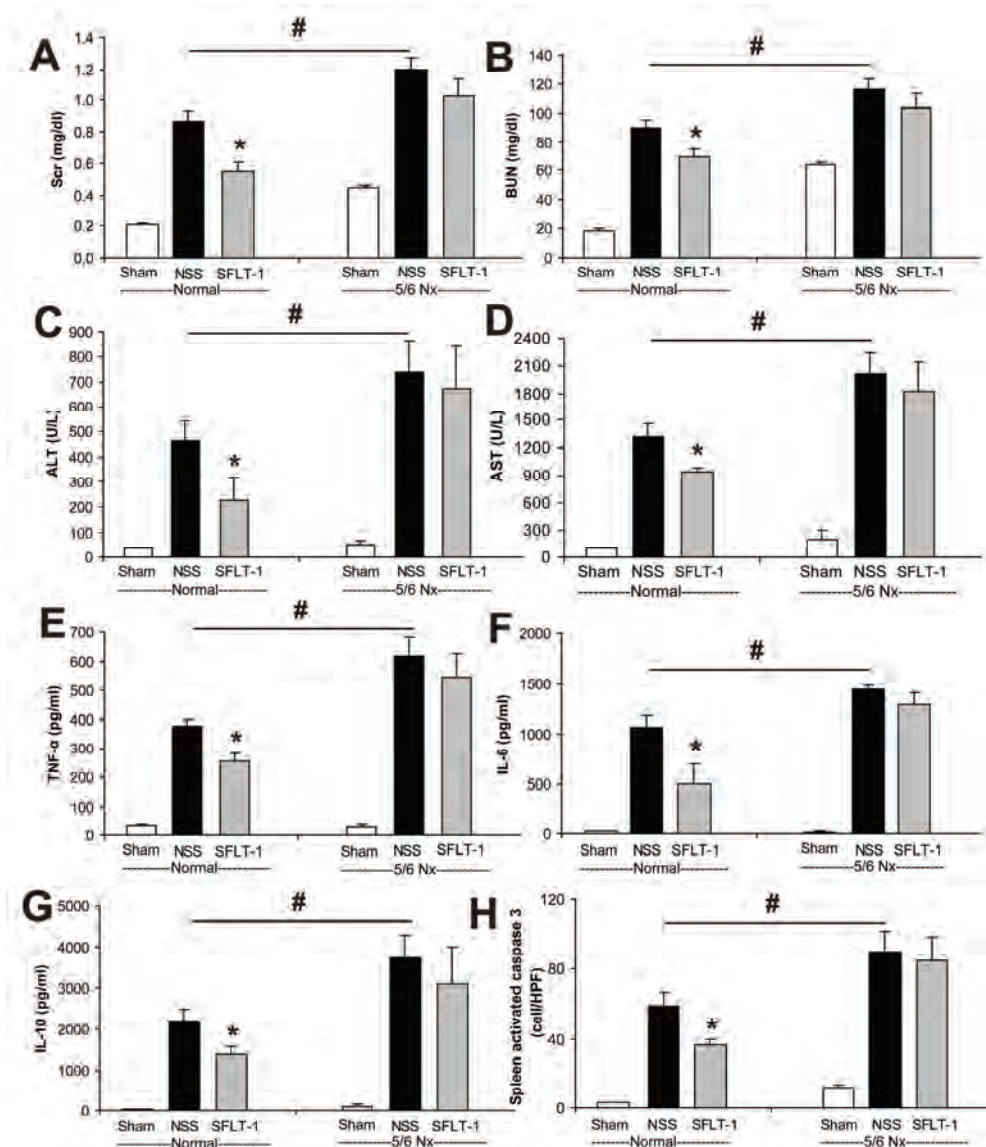 A
#
Scr (mg/dl)
1.4
1.2
1.0
0.8
0.6
0.4
0.2
0.0
*
Sham NSS SFLT-1 Sham NSS SFLT-1
Normal 5/6 Nx
B
#
BUN (mg/dl)
140
120
100
80
60
40
20
0
*
Sham NSS SFLT-1 Sham NSS SFLT-1
Normal 5/6 Nx
C
#
ALT (U/L)
900
800
700
600
500
400
300
200
100
0
*
Sham NSS SFLT-1 Sham NSS SFLT-1
Normal 5/6 Nx
D
#
AST (U/L)
2400
2100
1800
1500
1200
900
600
300
0
*
Sham NSS SFLT-1 Sham NSS SFLT-1
Normal 5/6 Nx
E
#
TNF-α (pg/ml)
700
600
500
400
300
200
100
0
*
Sham NSS SFLT-1 Sham NSS SFLT-1
Normal 5/6 Nx
F
#
IL-6 (pg/ml)
2000
1500
1000
500
0
*
Sham NSS SFLT-1 Sham NSS SFLT-1
Normal 5/6 Nx
G
#
IL-10 (pg/ml)
5000
4000
3000
2000
1000
0
*
Sham NSS SFLT-1 Sham NSS SFLT-1
Normal 5/6 Nx
H
#
Spleen activated caspase 3
(cell/HPF)
120
80
40
0
*
Sham NSS SFLT-1 Sham NSS SFLT-1
Normal 5/6 Nx